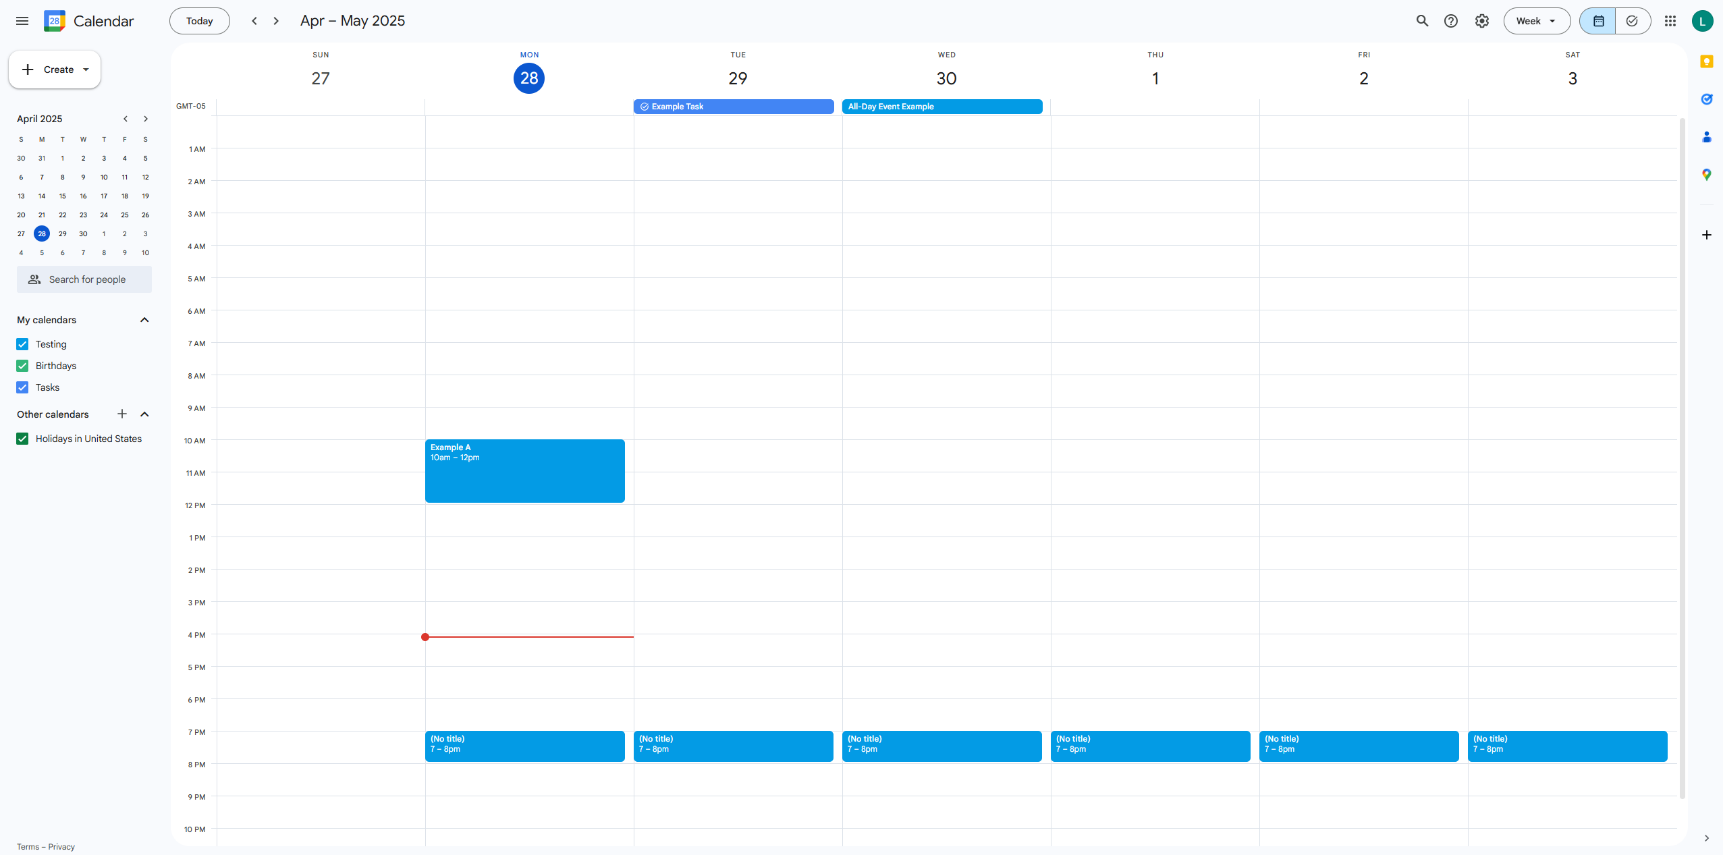 28 Calendar Today Apr – May 2025 Week L
Create
April 2025
S M T W T F S
30 31 1 2 3 4 5
6 7 8 9 10 11 12
13 14 15 16 17 18 19
20 21 22 23 24 25 26
27 28 29 30 1 2 3
4 5 6 7 8 9 10
Search for people
My calendars
Testing
Birthdays
Tasks
Other calendars
Holidays in United States
Terms – Privacy
SUN MON TUE WED THU FRI SAT
27 28 29 30 1 2 3
GMT-05 Example Task All-Day Event Example
1 AM
2 AM
3 AM
4 AM
5 AM
6 AM
7 AM
8 AM
9 AM
10 AM
Example A
10am – 12pm
11 AM
12 PM
1 PM
2 PM
3 PM
4 PM
5 PM
6 PM
7 PM
(No title) (No title) (No title) (No title) (No title) (No title)
7 – 8pm 7 – 8pm 7 – 8pm 7 – 8pm 7 – 8pm 7 – 8pm
8 PM
9 PM
10 PM